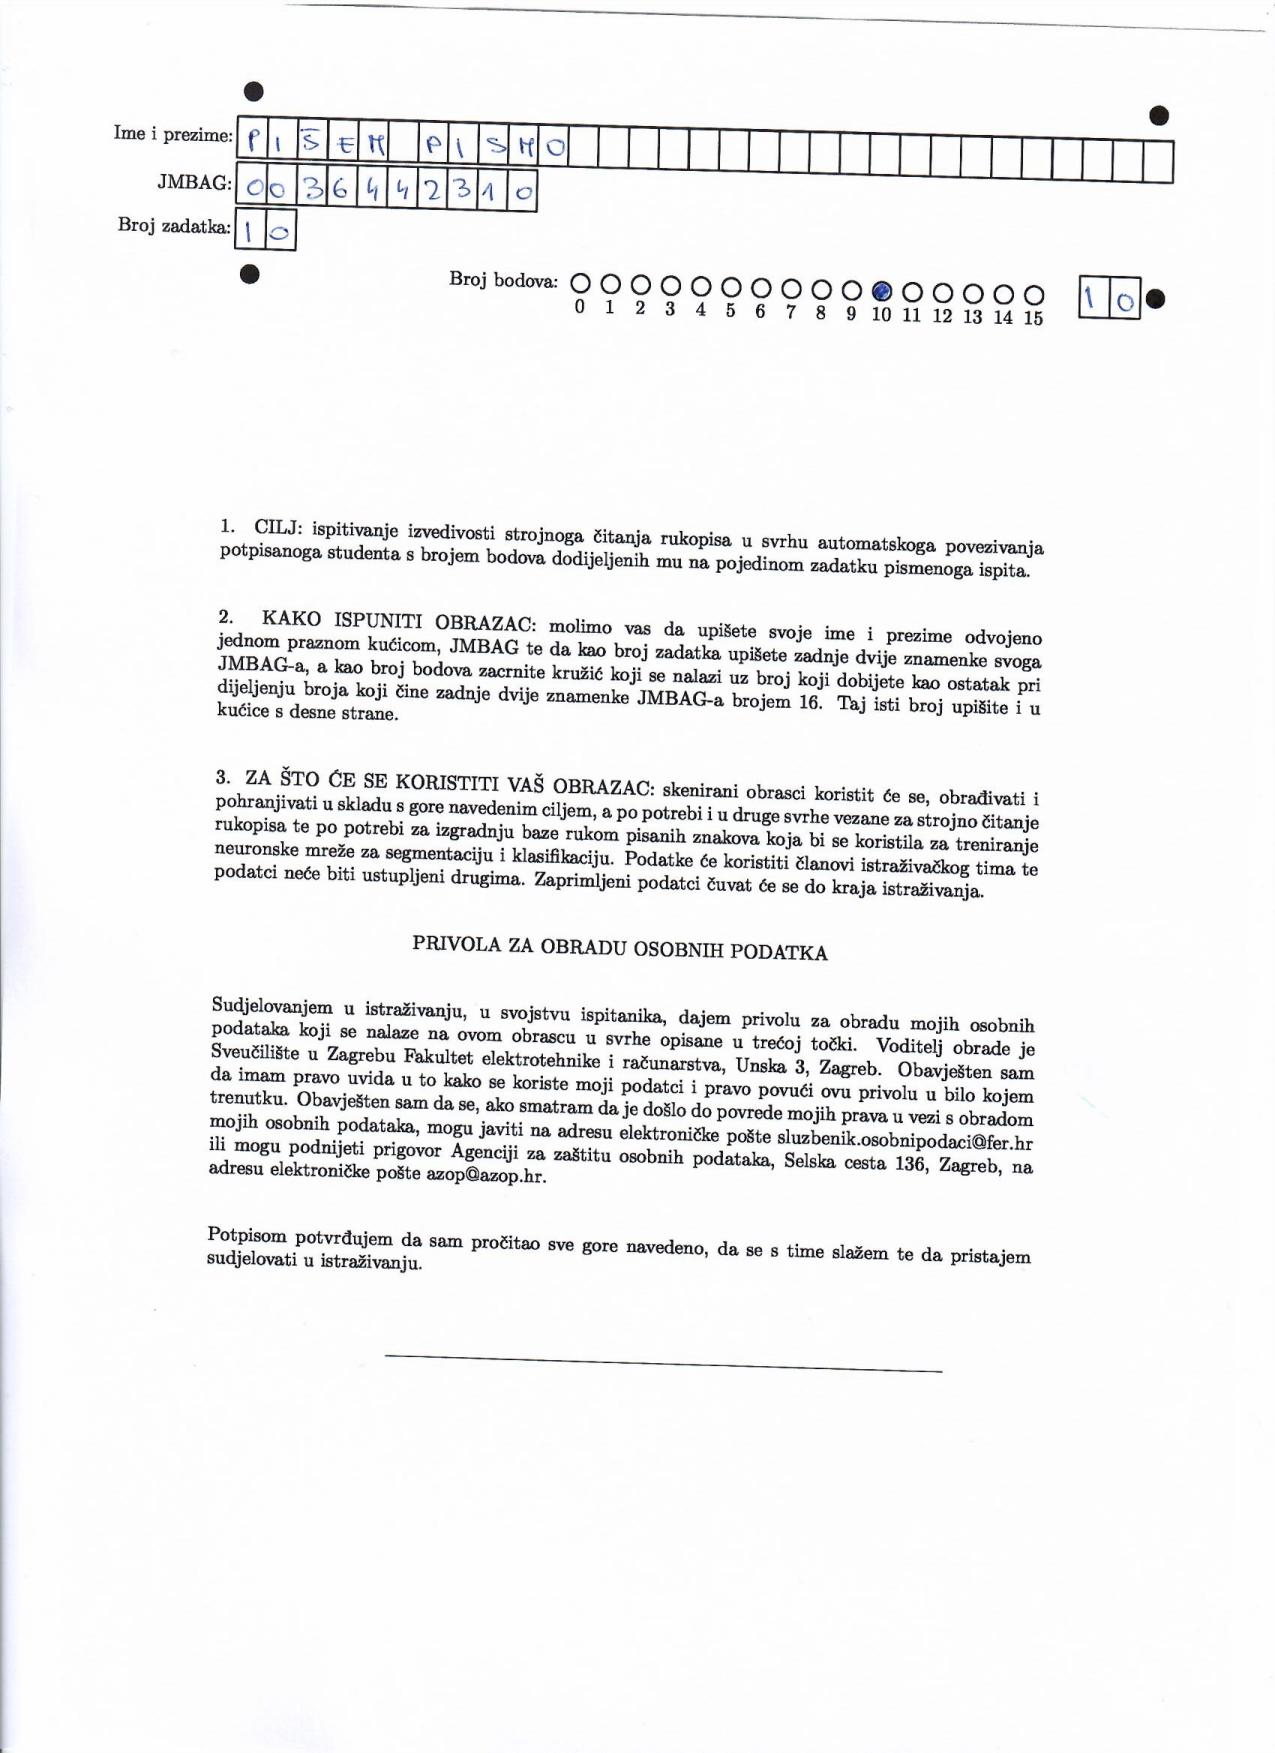 Ime i prezime: PIŠEM PISMO
JMBAG: 0036442310
Broj zadatka: 10
Broj bodova: 10
0 1 2 3 4 5 6 7 8 9 10 11 12 13 14 15
1. CILJ: ispitivanje izvedivosti strojnoga čitanja rukopisa u svrhu automatskoga povezivanja
potpisanoga studenta s brojem bodova dodijeljenih mu na pojedinom zadatku pismenoga ispita.
2. KAKO ISPUNITI OBRAZAC: molimo vas da upišete svoje ime i prezime odvojeno
jednom praznom kućicom, JMBAG te da kao broj zadatka upišete zadnje dvije znamenke svoga
JMBAG-a, a kao broj bodova zacrnite kružić koji se nalazi uz broj koji dobijete kao ostatak pri
dijeljenju broja koji čine zadnje dvije znamenke JMBAG-a brojem 16. Taj isti broj upišite i u
kućice s desne strane.
3. ZA ŠTO ĆE SE KORISTITI VAŠ OBRAZAC: skenirani obrasci koristit će se, obrađivati i
pohranjivati u skladu s gore navedenim ciljem, a po potrebi i u druge svrhe vezane za strojno čitanje
rukopisa te po potrebi za izgradnju baze rukom pisanih znakova koja bi se koristila za treniranje
neuronske mreže za segmentaciju i klasifikaciju. Podatke će koristiti članovi istraživačkog tima te
podatci neće biti ustupljeni drugima. Zaprimljeni podatci čuvat će se do kraja istraživanja.
PRIVOLA ZA OBRADU OSOBNIH PODATKA
Sudjelovanjem u istraživanju, u svojstvu ispitanika, dajem privolu za obradu mojih osobnih
podataka koji se nalaze na ovom obrascu u svrhe opisane u trećoj točki. Voditelj obrade je
Sveučilište u Zagrebu Fakultet elektrotehnike i računarstva, Unska 3, Zagreb. Obavješten sam
da imam pravo uvida u to kako se koriste moji podatci i pravo povući ovu privolu u bilo kojem
trenutku. Obavješten sam da se, ako smatram da je došlo do povrede mojih prava u vezi s obradom
mojih osobnih podataka, mogu javiti na adresu elektroničke pošte sluzbenik.osobnipodaci@fer.hr
ili mogu podnijeti prigovor Agenciji za zaštitu osobnih podataka, Selska cesta 136, Zagreb, na
adresu elektroničke pošte azop@azop.hr.
Potpisom potvrđujem da sam pročitao sve gore navedeno, da se s time slažem te da pristajem
sudjelovati u istraživanju.